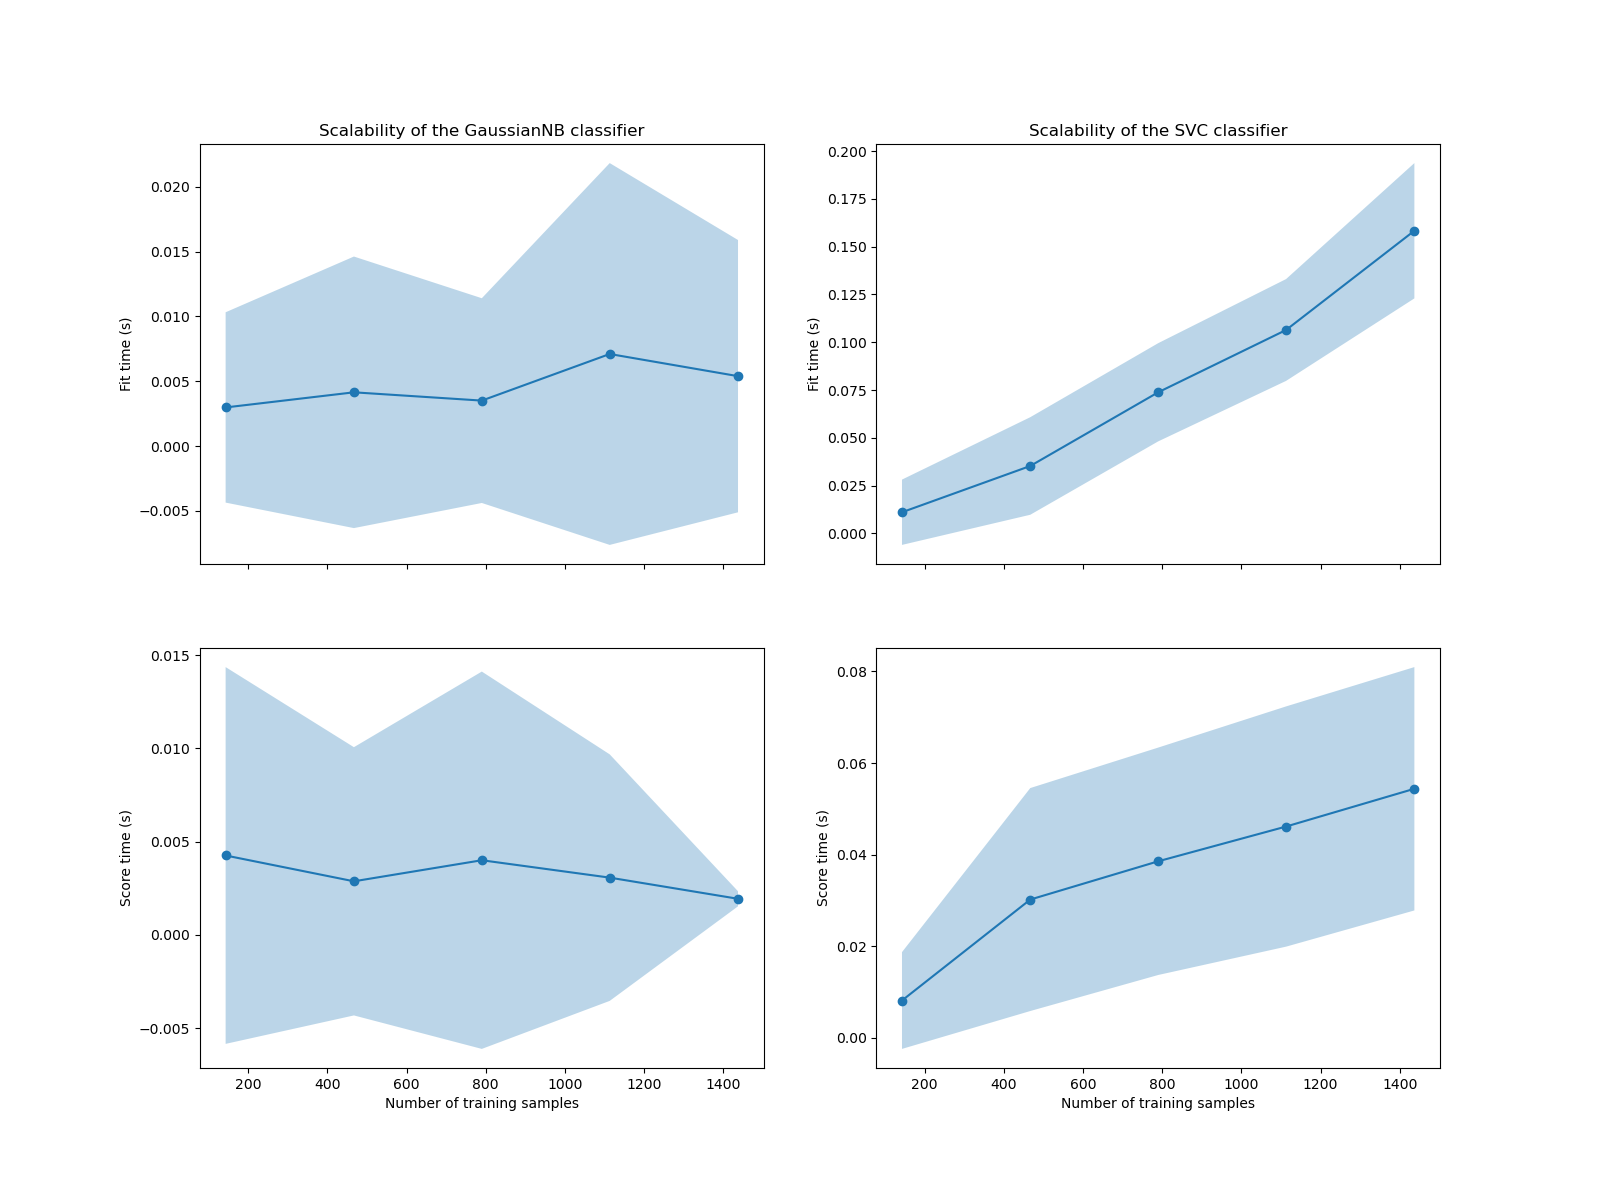 Scalability of the GaussianNB classifier
0.020
0.015
0.010
0.005
0.000
−0.005
Fit time (s)
Scalability of the SVC classifier
0.200
0.175
0.150
0.125
0.100
0.075
0.050
0.025
0.000
Fit time (s)
0.015
0.010
0.005
0.000
−0.005
Score time (s)
200 400 600 800 1000 1200 1400
Number of training samples
0.08
0.06
0.04
0.02
0.00
Score time (s)
200 400 600 800 1000 1200 1400
Number of training samples